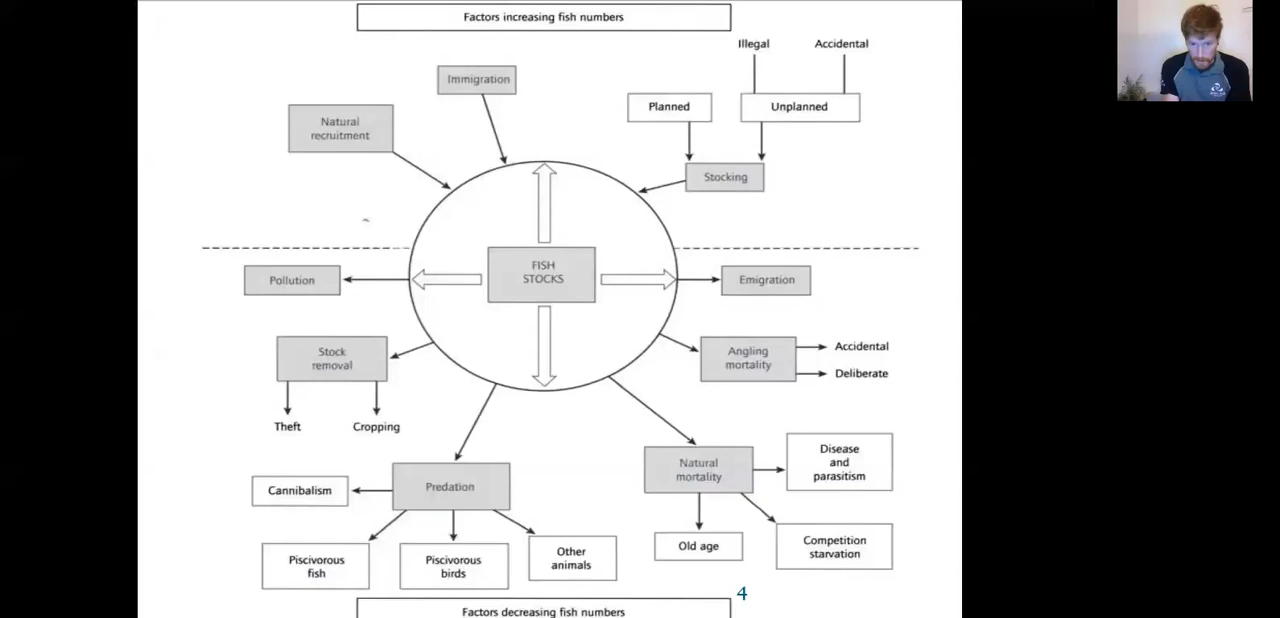 Factors increasing fish numbers
Illegal
Accidental
Immigration
Planned
Unplanned
Natural
recruitment
Stocking
FISH
STOCKS
Pollution
Emigration
Stock
removal
Angling
mortality
Accidental
Deliberate
Theft
Cropping
Natural
mortality
Disease
and
parasitism
Cannibalism
Predation
Old age
Competition
starvation
Piscivorous
fish
Piscivorous
birds
Other
animals
4
Factors decreasing fish numbers